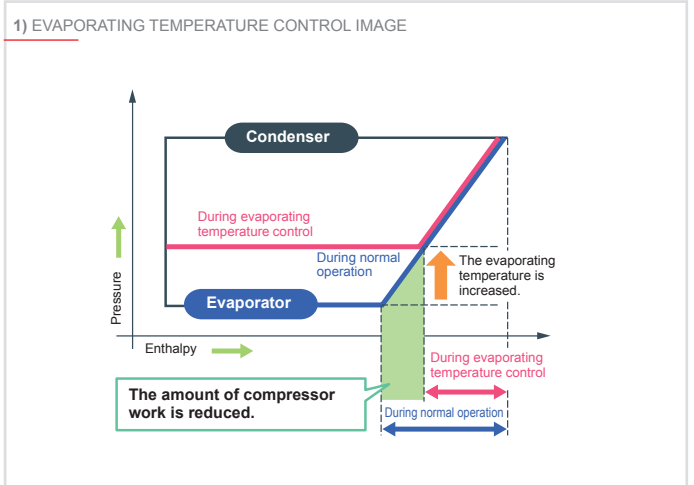 1) EVAPORATING TEMPERATURE CONTROL IMAGE
Condenser
During evaporating
temperature control
During normal
operation
The evaporating
temperature is
increased.
Pressure
Evaporator
Enthalpy
During evaporating
temperature control
The amount of compressor
work is reduced.
During normal operation